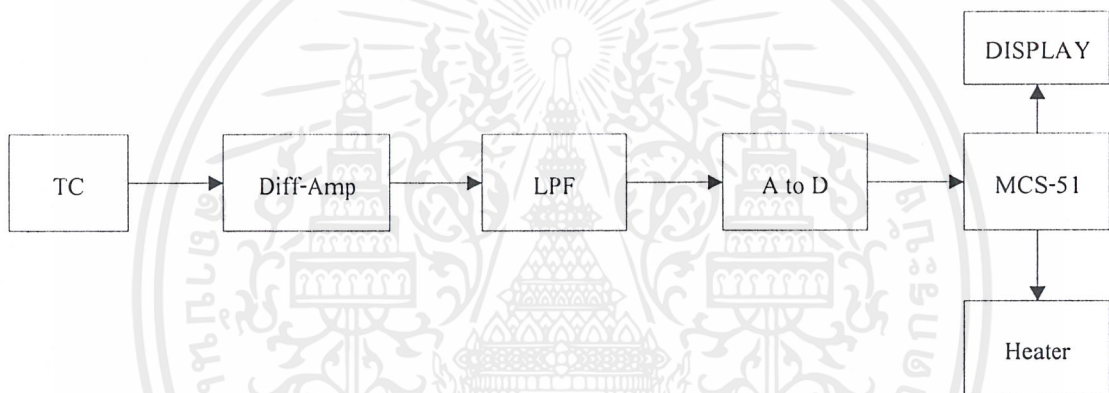 DISPLAY
TC
Diff-Amp
LPF
A to D
MCS-51
Heater